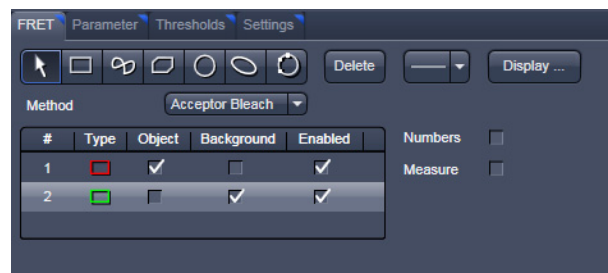 FRET Parameter Thresholds Settings
Delete Display ...
Method Acceptor Bleach
# Type Object Background Enabled Numbers
1 Measure
2